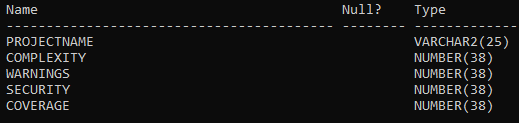 Name Null? Type
----------------------------------------- -------- ------------
PROJECTNAME VARCHAR2(25)
COMPLEXITY NUMBER(38)
WARNINGS NUMBER(38)
SECURITY NUMBER(38)
COVERAGE NUMBER(38)